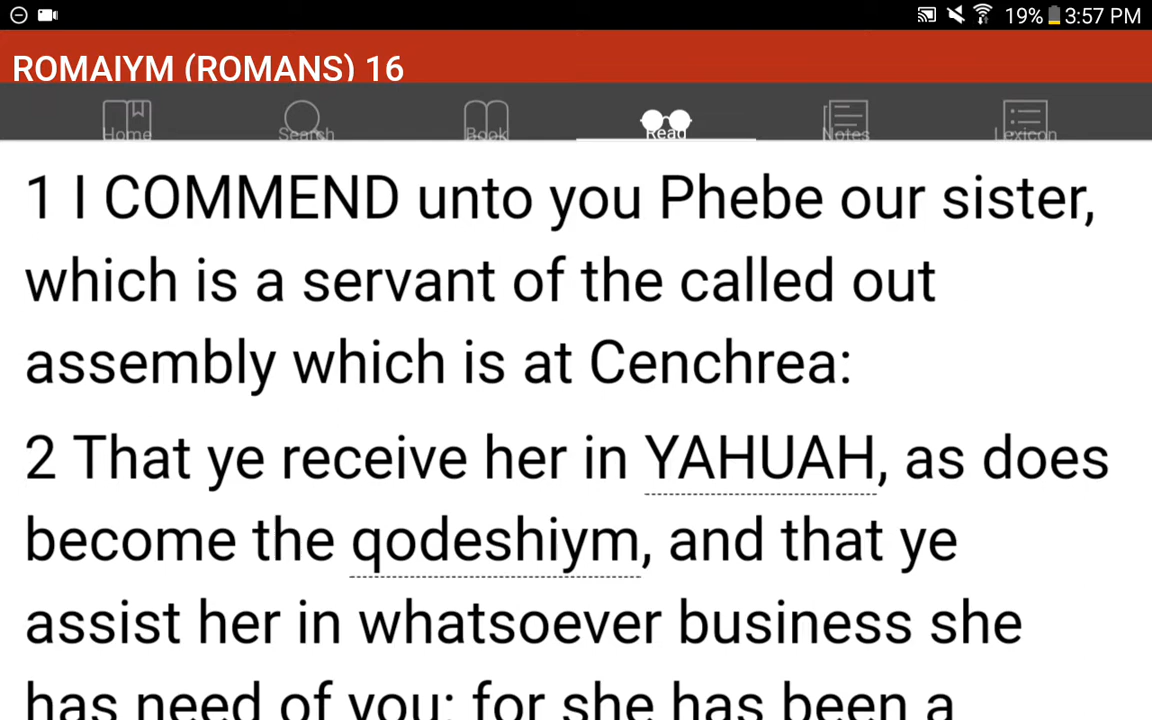 19% 3:57 PM
ROMAIYM (ROMANS) 16
Home Search Book Read Notes Lexicon
1 I COMMEND unto you Phebe our sister,
which is a servant of the called out
assembly which is at Cenchrea:
2 That ye receive her in YAHUAH, as does
become the qodeshiym, and that ye
assist her in whatsoever business she
has need of you: for she has been a